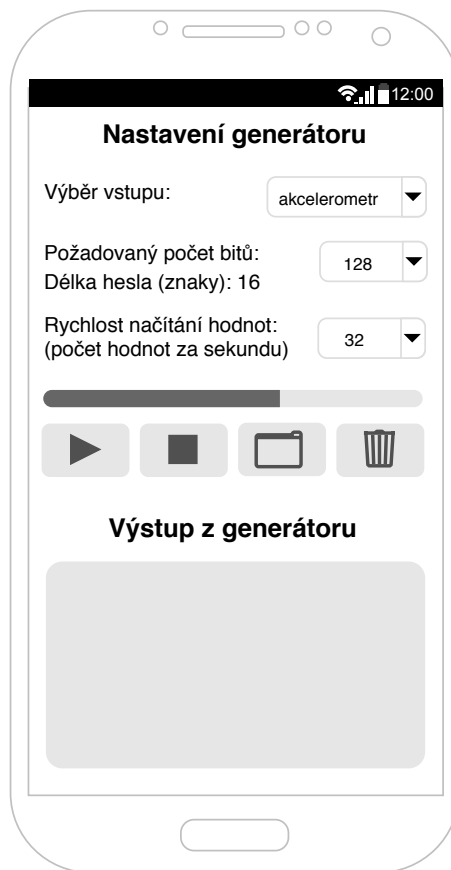 12:00
Nastavení generátoru
Výběr vstupu:
akcelerometr
Požadovaný počet bitů:
128
Délka hesla (znaky): 16
Rychlost načítání hodnot:
32
(počet hodnot za sekundu)
Výstup z generátoru